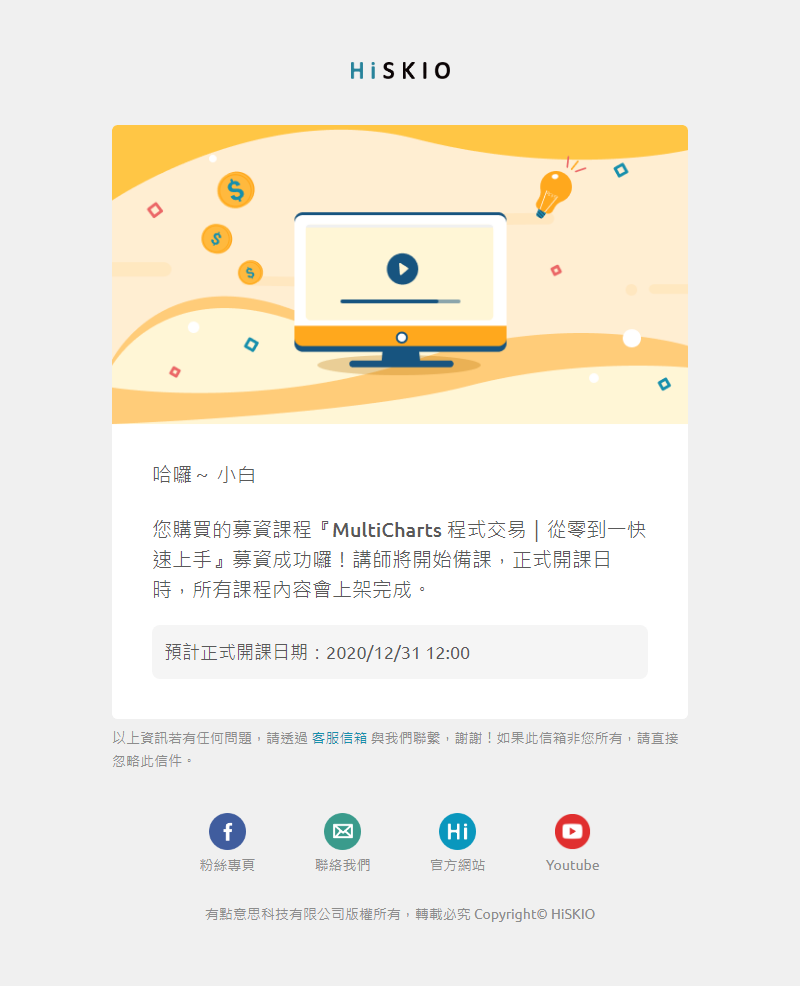 HiSKIO
$
$
$
哈囉～ 小白
您購買的募資課程『MultiCharts 程式交易｜從零到一快
速上手』募資成功囉！講師將開始備課，正式開課日
時，所有課程內容會上架完成。
預計正式開課日期：2020/12/31 12:00
以上資訊若有任何問題，請透過 客服信箱 與我們聯繫，謝謝！如果此信箱非您所有，請直接
忽略此信件。
f
Hi
粉絲專頁
聯絡我們
官方網站
Youtube
有點意思科技有限公司版權所有，轉載必究 Copyright© HiSKIO